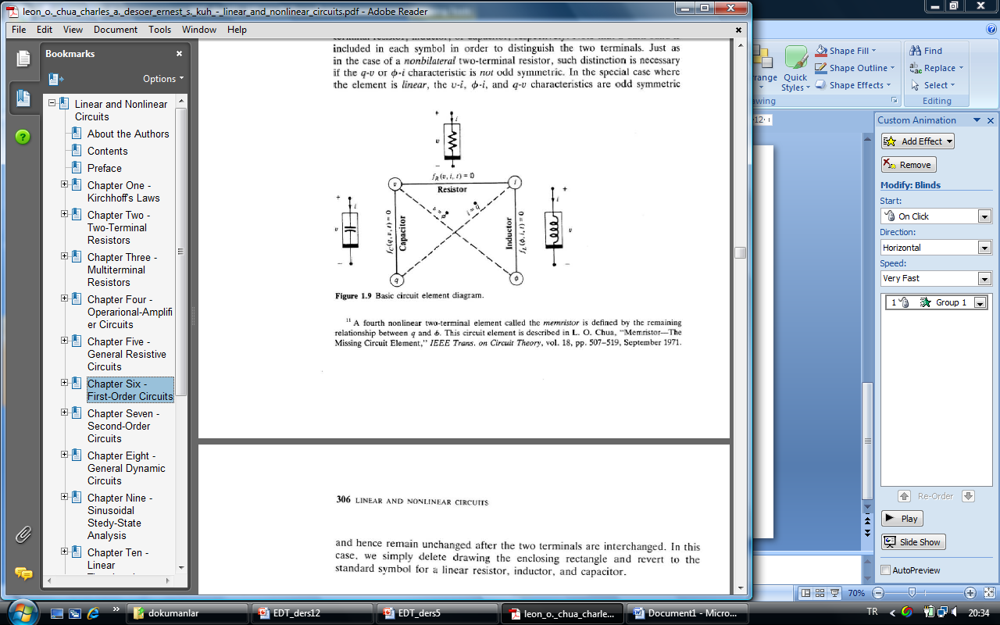 leon_o._chua_charles_a._desoer_ernest_s._kuh_-_linear_and_nonlinear_circuits.pdf - Adobe Reader
File Edit View Document Tools Window Help
Bookmarks
Options
Linear and Nonlinear
Circuits
About the Authors
Contents
Preface
Chapter One -
Kirchhoff's Laws
Chapter Two -
Two-Terminal
Resistors
Chapter Three -
Multiterminal
Resistors
Chapter Four -
Operarional-Amplifi
er Circuits
Chapter Five -
General Resistive
Circuits
Chapter Six -
First-Order Circuits
Chapter Seven -
Second-Order
Circuits
Chapter Eight -
General Dynamic
Circuits
Chapter Nine -
Sinusoidal
Stedy-State
Analysis
Chapter Ten -
Linear
included in each symbol in order to distinguish the two terminals. Just as
in the case of a nonbilateral two-terminal resistor, such distinction is necessary
if the q-v or ϕ-i characteristic is not odd symmetric. In the special case where
the element is linear, the v-i, ϕ-i, and q-v characteristics are odd symmetric
+ i
v
−
f_R(v, i, t) = 0
Resistor
v
i
+
i
v
−
f_C(q, v, t) = 0
Capacitor
Inductor
f_L(ϕ, i, t) = 0
+
i
v
−
q
ϕ
Figure 1.9 Basic circuit element diagram.
11 A fourth nonlinear two-terminal element called the memristor is defined by the remaining
relationship between q and ϕ. This circuit element is described in L. O. Chua, "Memristor—The
Missing Circuit Element," IEEE Trans. on Circuit Theory, vol. 18, pp. 507–519, September 1971.
306 LINEAR AND NONLINEAR CIRCUITS
and hence remain unchanged after the two terminals are interchanged. In this
case, we simply delete drawing the enclosing rectangle and revert to the
standard symbol for a linear resistor, inductor, and capacitor.
Shape Fill
Shape Outline
Shape Effects
Quick
Styles
Find
Replace
Select
Editing
12
Custom Animation
Add Effect
Remove
Modify: Blinds
Start:
On Click
Direction:
Horizontal
Speed:
Very Fast
1 Group 1
Re-Order
Play
Slide Show
AutoPreview
70%
dokumanlar
EDT_ders12
EDT_ders5
leon_o._chua_charle...
Document1 - Micro...
TR
20:34